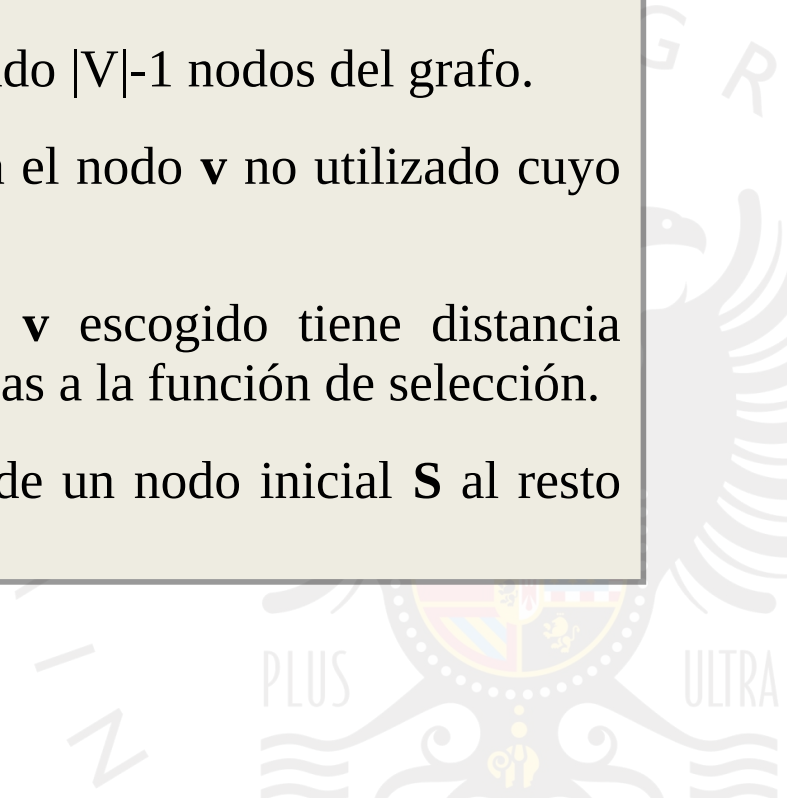 do |V|-1 nodos del grafo.
el nodo v no utilizado cuyo
v escogido tiene distancia
as a la función de selección.
de un nodo inicial S al resto
G R
I N
PLUS ULTRA